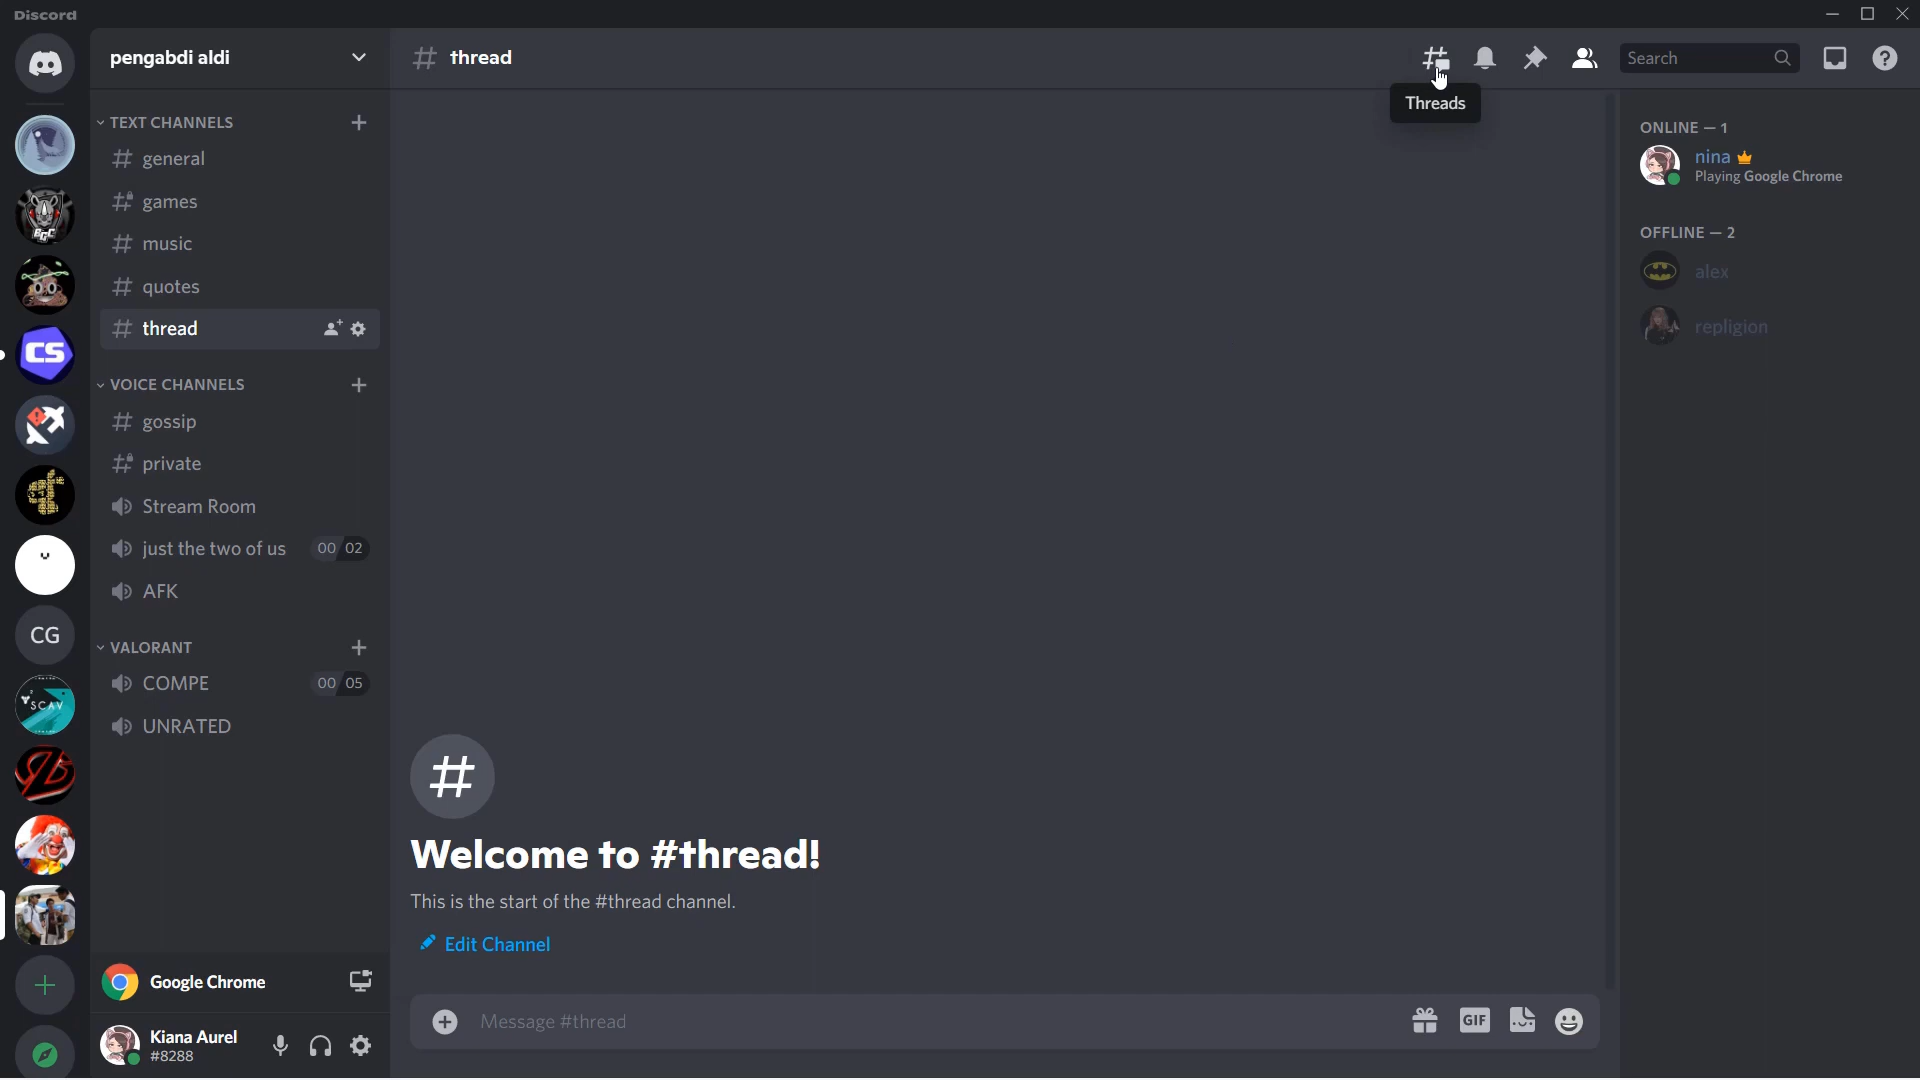 Discord
pengabdi aldi
thread
Search
Threads
TEXT CHANNELS
general
games
music
quotes
thread
VOICE CHANNELS
gossip
private
Stream Room
just the two of us 00 02
AFK
VALORANT
COMPE 00 05
UNRATED
Google Chrome
Kiana Aurel
#8288
BGC
CS
CG
SCAV
#
Welcome to #thread!
This is the start of the #thread channel.
Edit Channel
Message #thread
GIF
ONLINE — 1
nina
Playing Google Chrome
OFFLINE — 2
alex
repligion